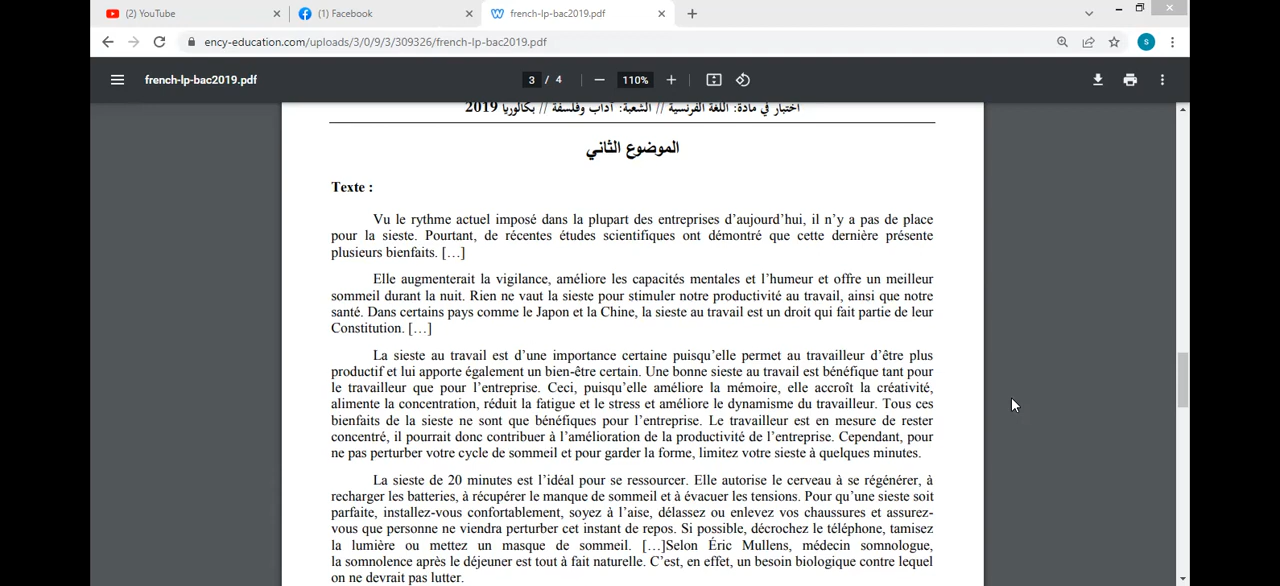 (2) YouTube
(1) Facebook
french-lp-bac2019.pdf
ency-education.com/uploads/3/0/9/3/309326/french-lp-bac2019.pdf
s
french-lp-bac2019.pdf
3 / 4
110%
اختبار في مادة: اللغة الفرنسية // الشعبة: آداب وفلسفة // بكالوريا 2019
الموضوع الثاني
Texte :
Vu le rythme actuel imposé dans la plupart des entreprises d’aujourd’hui, il n’y a pas de place
pour la sieste. Pourtant, de récentes études scientifiques ont démontré que cette dernière présente
plusieurs bienfaits. […]
Elle augmenterait la vigilance, améliore les capacités mentales et l’humeur et offre un meilleur
sommeil durant la nuit. Rien ne vaut la sieste pour stimuler notre productivité au travail, ainsi que notre
santé. Dans certains pays comme le Japon et la Chine, la sieste au travail est un droit qui fait partie de leur
Constitution. […]
La sieste au travail est d’une importance certaine puisqu’elle permet au travailleur d’être plus
productif et lui apporte également un bien-être certain. Une bonne sieste au travail est bénéfique tant pour
le travailleur que pour l’entreprise. Ceci, puisqu’elle améliore la mémoire, elle accroît la créativité,
alimente la concentration, réduit la fatigue et le stress et améliore le dynamisme du travailleur. Tous ces
bienfaits de la sieste ne sont que bénéfiques pour l’entreprise. Le travailleur est en mesure de rester
concentré, il pourrait donc contribuer à l’amélioration de la productivité de l’entreprise. Cependant, pour
ne pas perturber votre cycle de sommeil et pour garder la forme, limitez votre sieste à quelques minutes.
La sieste de 20 minutes est l’idéal pour se ressourcer. Elle autorise le cerveau à se régénérer, à
recharger les batteries, à récupérer le manque de sommeil et à évacuer les tensions. Pour qu’une sieste soit
parfaite, installez-vous confortablement, soyez à l’aise, délassez ou enlevez vos chaussures et assurez-
vous que personne ne viendra perturber cet instant de repos. Si possible, décrochez le téléphone, tamisez
la lumière ou mettez un masque de sommeil. […]Selon Éric Mullens, médecin somnologue,
la somnolence après le déjeuner est tout à fait naturelle. C’est, en effet, un besoin biologique contre lequel
on ne devrait pas lutter.